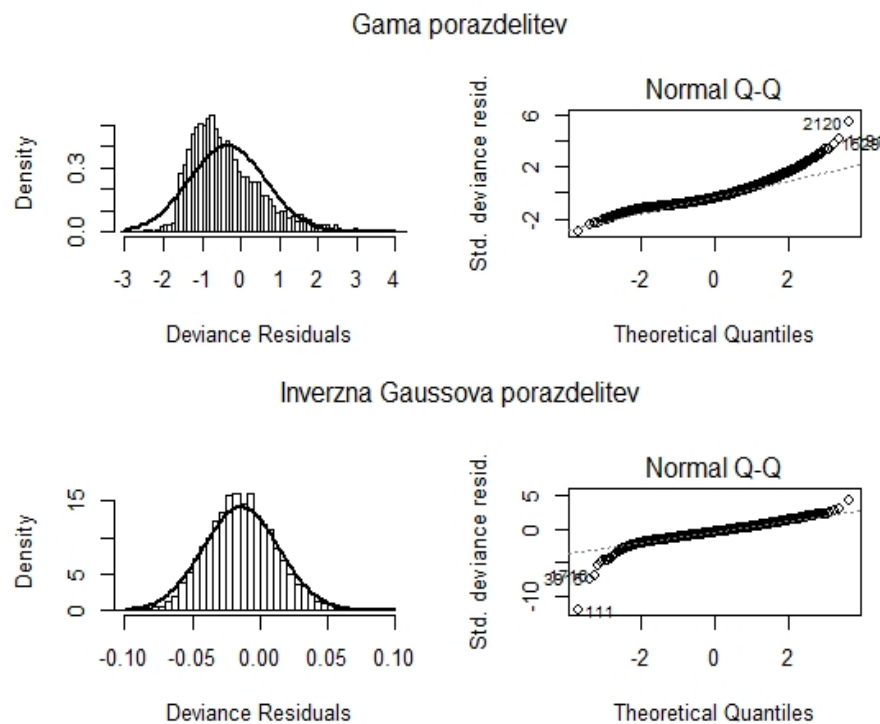 Gama porazdelitev
Density
0.0 0.3
-3 -2 -1 0 1 2 3 4
Deviance Residuals
Normal Q-Q
Std. deviance resid.
-2 2 6
2120
-2 0 2
Theoretical Quantiles
Inverzna Gaussova porazdelitev
Density
0 5 15
-0.10 -0.05 0.00 0.05 0.10
Deviance Residuals
Normal Q-Q
Std. deviance resid.
-10 0 5
111
-2 0 2
Theoretical Quantiles